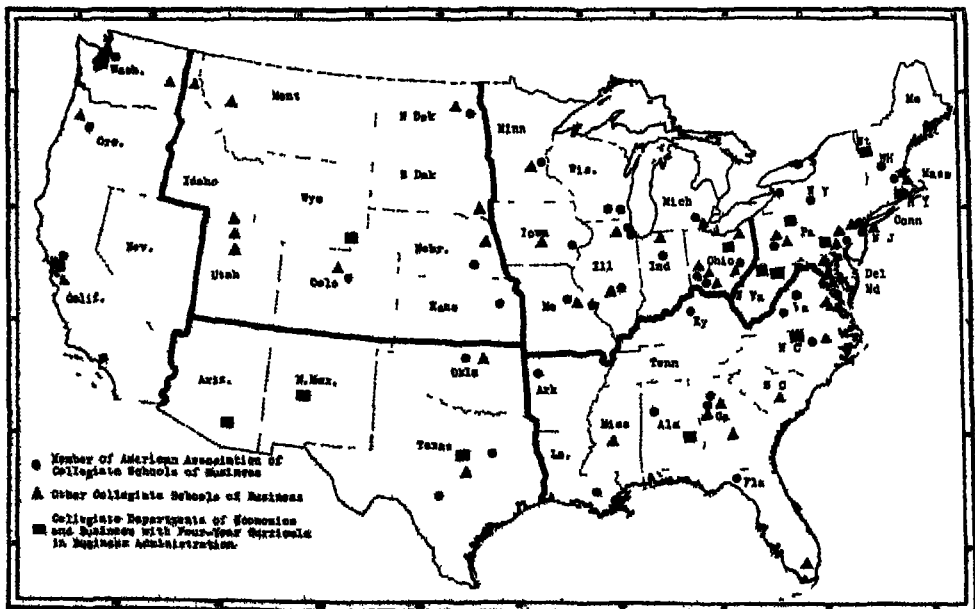 Wash.
Mont
N Dak
Minn
Me
Ore.
Vt
NH
Wis.
Mass
Idaho
S Dak
Mich
N Y
N Y
Conn
Wyo
Nev.
Iowa
Pa
N J
Nebr.
Ohio
Utah
Ill
Ind
Colo
Del
Md
Calif.
Kans
Mo
W Va
Va
Ky
N C
Tenn
Ariz.
N.Mex.
Okla
Ark
S C
Miss
Ala
Ga
Texas
La.
Fla
Member of American Association of
Collegiate Schools of Business
Other Collegiate Schools of Business
Collegiate Departments of Economics
and Business with Four-Year Curricula
in Business Administration